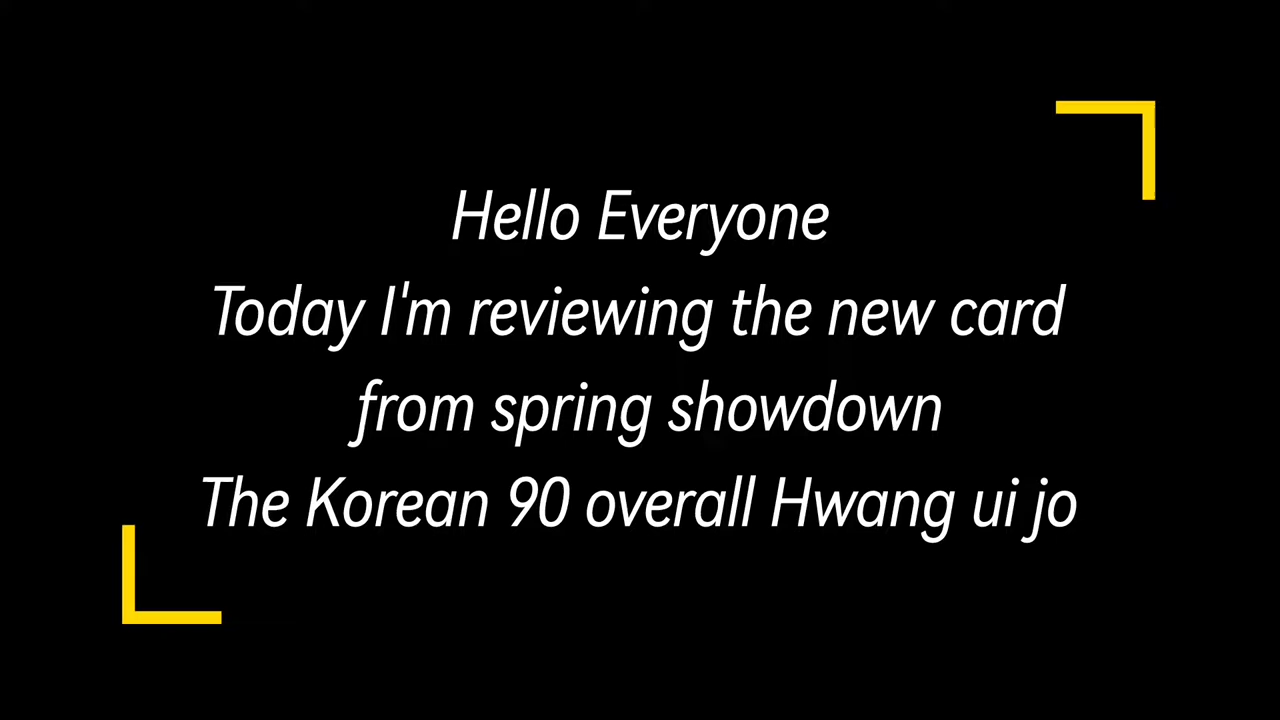 Hello Everyone
Today I'm reviewing the new card
from spring showdown
The Korean 90 overall Hwang ui jo